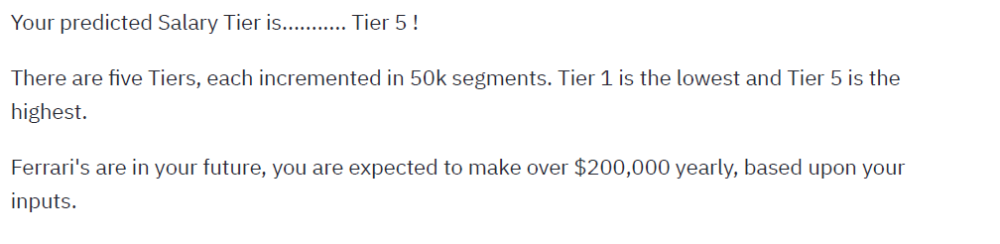 Your predicted Salary Tier is........... Tier 5 !
There are five Tiers, each incremented in 50k segments. Tier 1 is the lowest and Tier 5 is the
highest.
Ferrari's are in your future, you are expected to make over $200,000 yearly, based upon your
inputs.